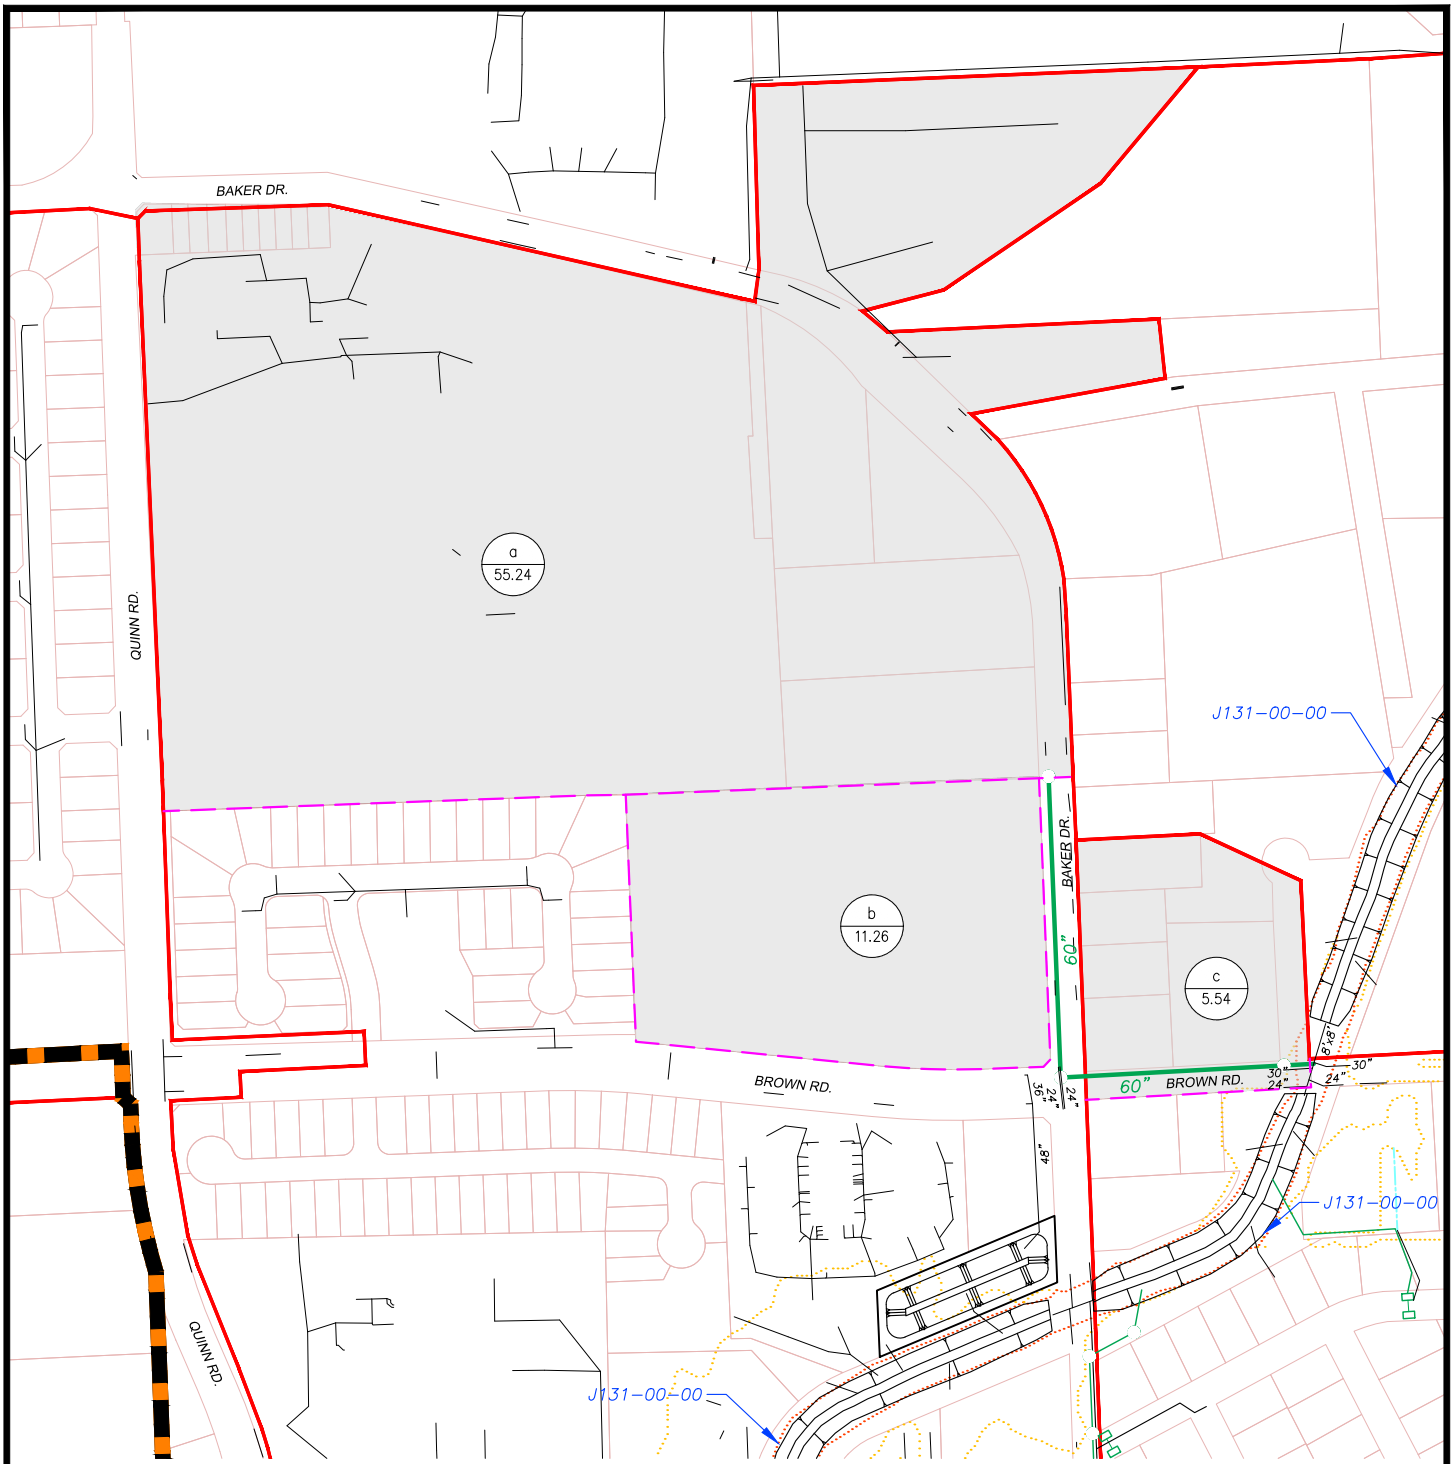 BAKER DR.
a
55.24
QUINN RD.
J131-00-00
BAKER DR.
b
11.26
60"
c
5.54
8'x8'
30"
30"
24"
24"
60"
BROWN RD.
BROWN RD.
36"
24"
24"
48"
J131-00-00
QUINN RD.
J131-00-00